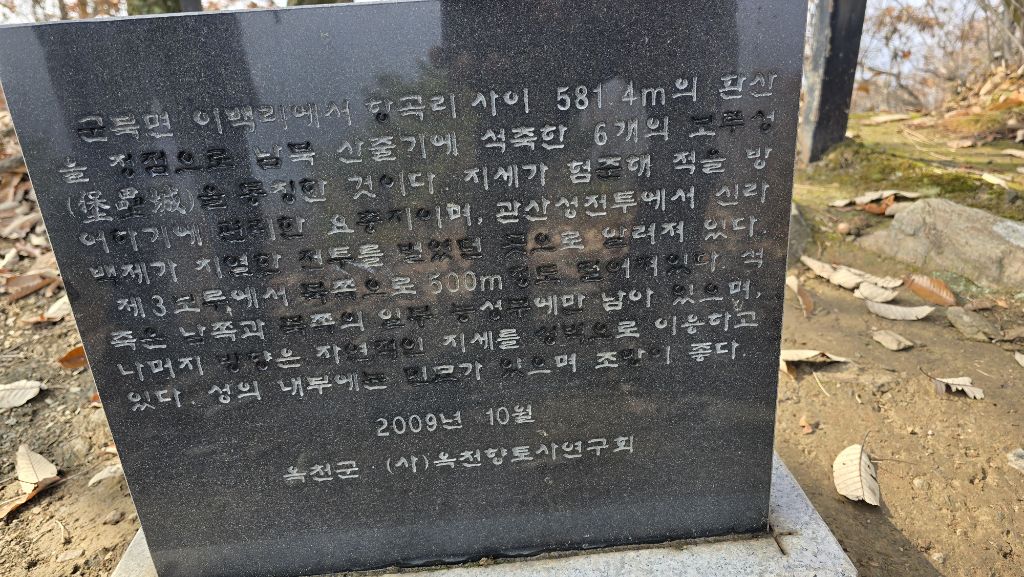 군북면 이백리에서 항곡리 사이 581.4m의 환산
을 정점으로 남북 산줄기에 석축한 6개의 보루성
(堡壘城)을 통칭한 것이다. 지세가 험준해 적을 방
어하기에 편리한 요충지이며, 관산성전투에서 신라
백제가 치열한 전투를 벌였던 곳으로 알려져 있다.
제3보루에서 북쪽으로 500m정도 떨어져있다. 석
축은 남쪽과 북쪽의 일부 능선부에만 남아 있으며,
나머지 방향은 자연적인 지세를 성벽으로 이용하고
있다. 성의 내부에는 민묘가 있으며 조망이 좋다.
2009년 10월
옥천군 (사)옥천향토사연구회